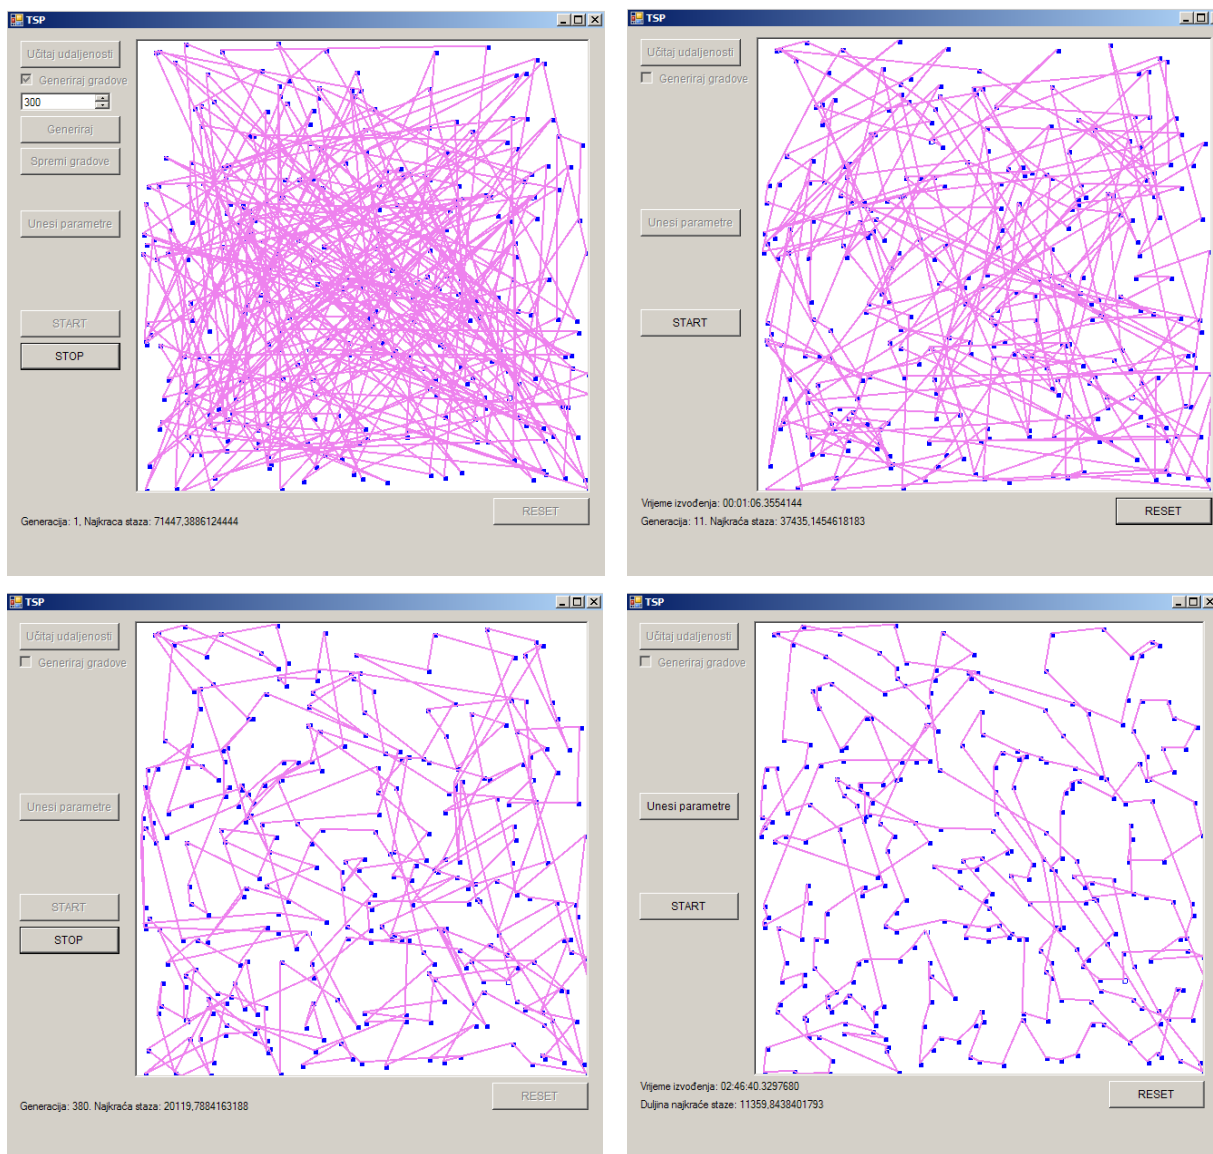 TSP
Učitaj udaljenosti
Generiraj gradove
300
Generiraj
Spremi gradove
Unesi parametre
START
STOP
RESET
Generacija: 1, Najkraca staza: 71447,3886124444
TSP
Učitaj udaljenosti
Generiraj gradove
Unesi parametre
START
Vrijeme izvođenja: 00:01:06.3554144
Generacija: 11. Najkraća staza: 37435,1454618183
RESET
TSP
Učitaj udaljenosti
Generiraj gradove
Unesi parametre
START
STOP
RESET
Generacija: 380. Najkraća staza: 20119,7884163188
TSP
Učitaj udaljenosti
Generiraj gradove
Unesi parametre
START
Vrijeme izvođenja: 02:46:40.3297680
Duljina najkraće staze: 11359,8438401793
RESET